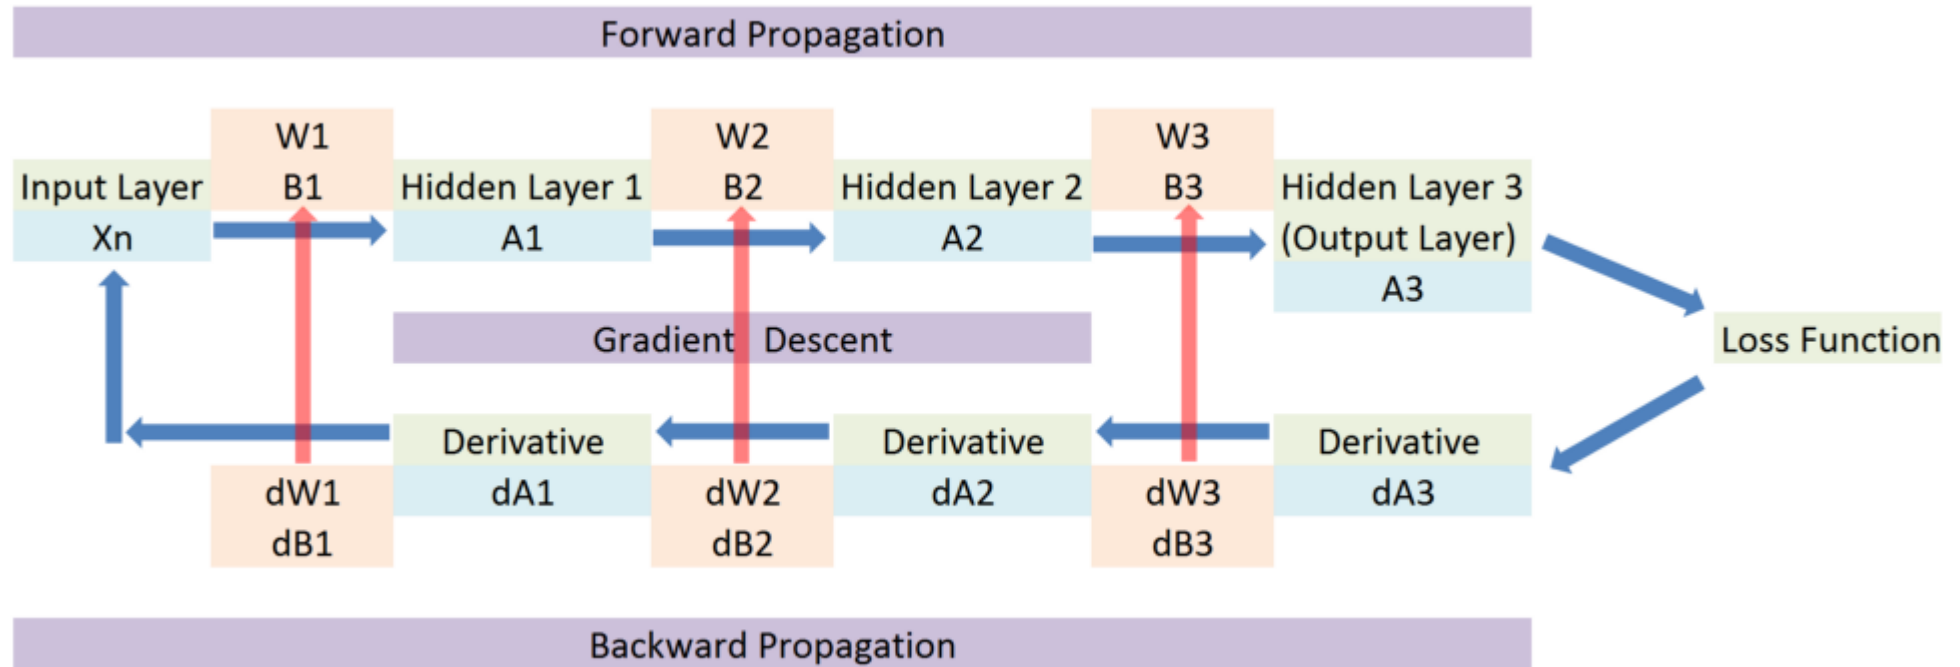 Forward Propagation
W1 W2 W3
Input Layer B1 Hidden Layer 1 B2 Hidden Layer 2 B3 Hidden Layer 3
Xn A1 A2 (Output Layer)
A3
Gradient Descent Loss Function
Derivative Derivative Derivative
dW1 dA1 dW2 dA2 dW3 dA3
dB1 dB2 dB3
Backward Propagation